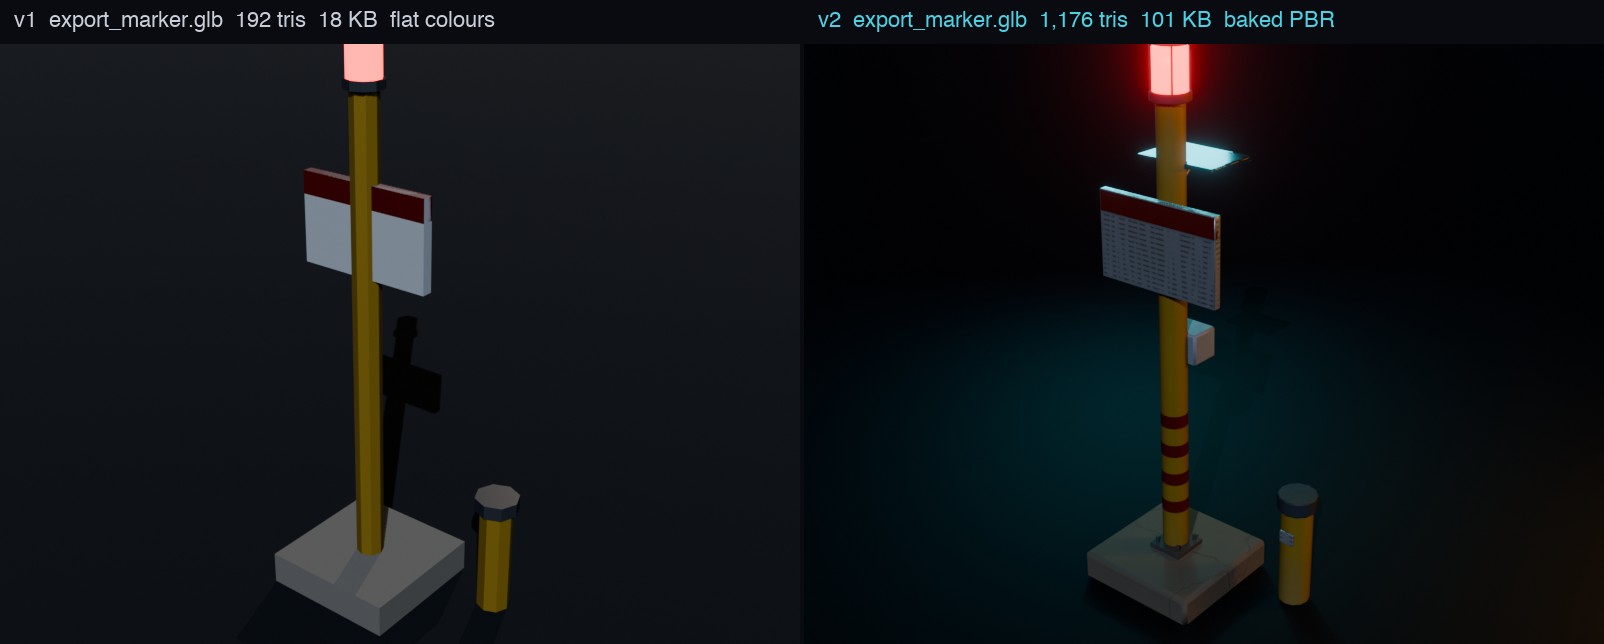 v1 export_marker.glb 192 tris 18 KB flat colours
v2 export_marker.glb 1,176 tris 101 KB baked PBR